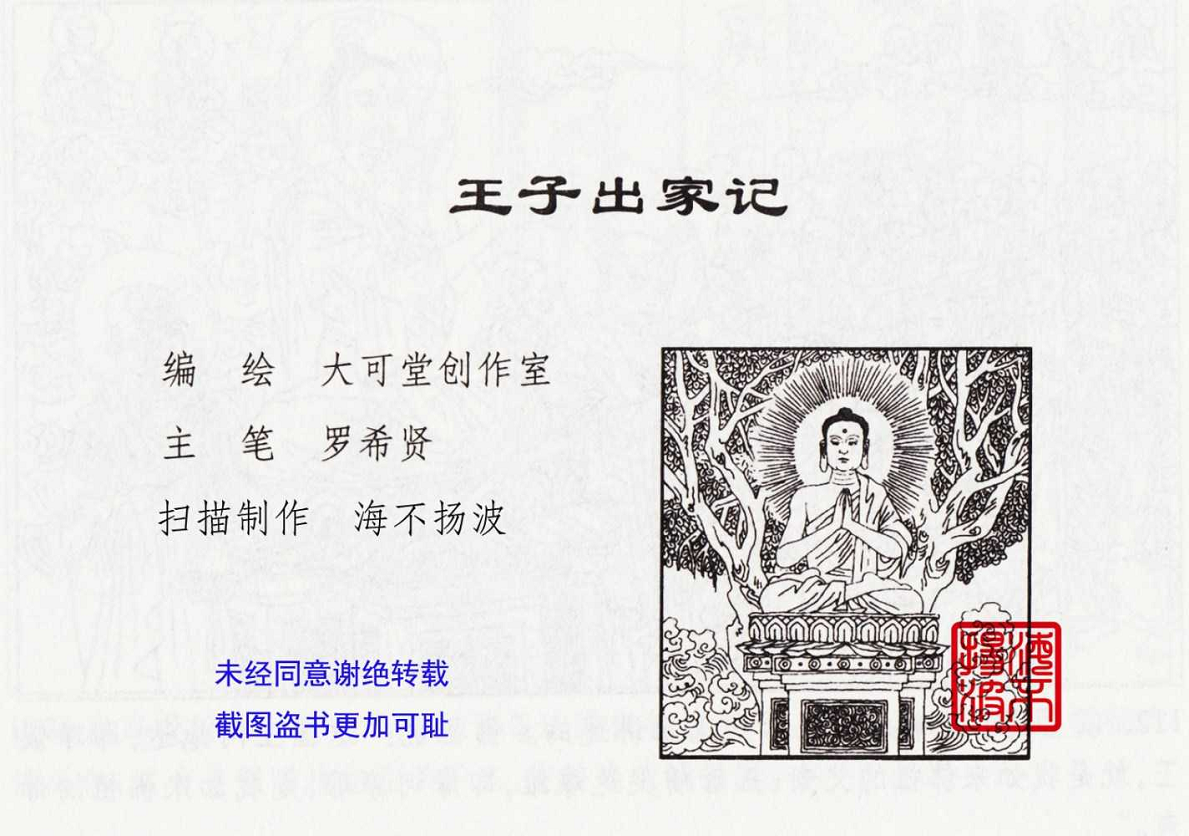 王子出家记
编 绘 大可堂创作室
主 笔 罗希贤
扫描制作 海不扬波
未经同意谢绝转载
截图盗书更加可耻